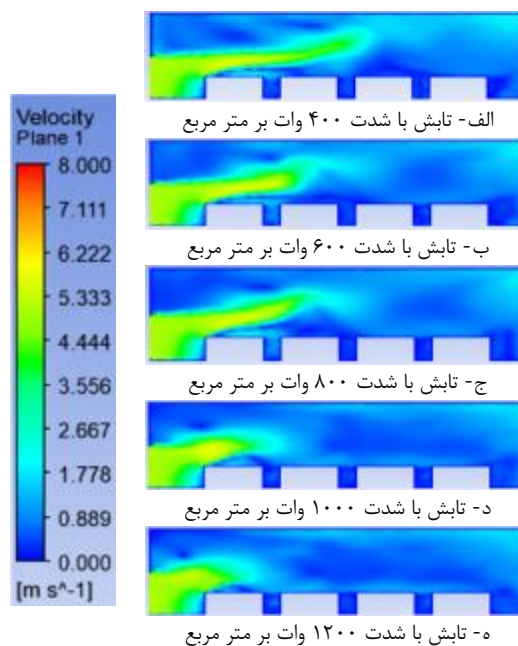 Velocity
Plane 1
8.000
7.111
6.222
5.333
4.444
3.556
2.667
1.778
0.889
0.000
[m s^-1]
الف- تابش با شدت ۴۰۰ وات بر متر مربع
ب- تابش با شدت ۶۰۰ وات بر متر مربع
ج- تابش با شدت ۸۰۰ وات بر متر مربع
د- تابش با شدت ۱۰۰۰ وات بر متر مربع
ه- تابش با شدت ۱۲۰۰ وات بر متر مربع